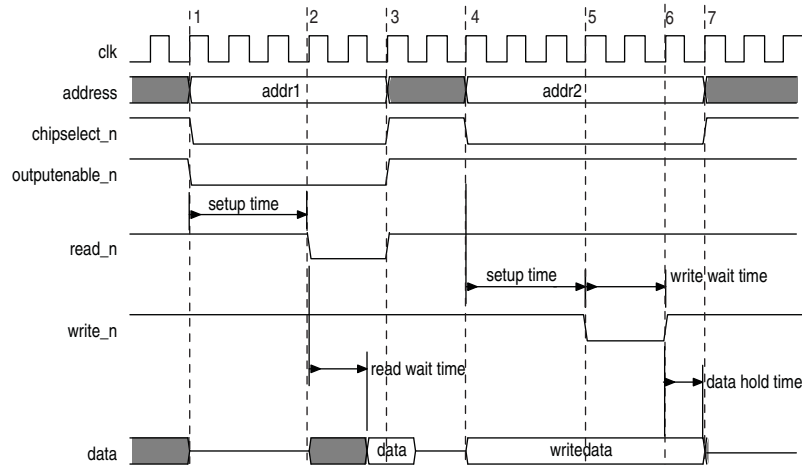 1 2 3 4 5 6 7
clk
address addr1 addr2
chipselect_n
outputenable_n
setup time
read_n
setup time write wait time
write_n
read wait time data hold time
data data writedata